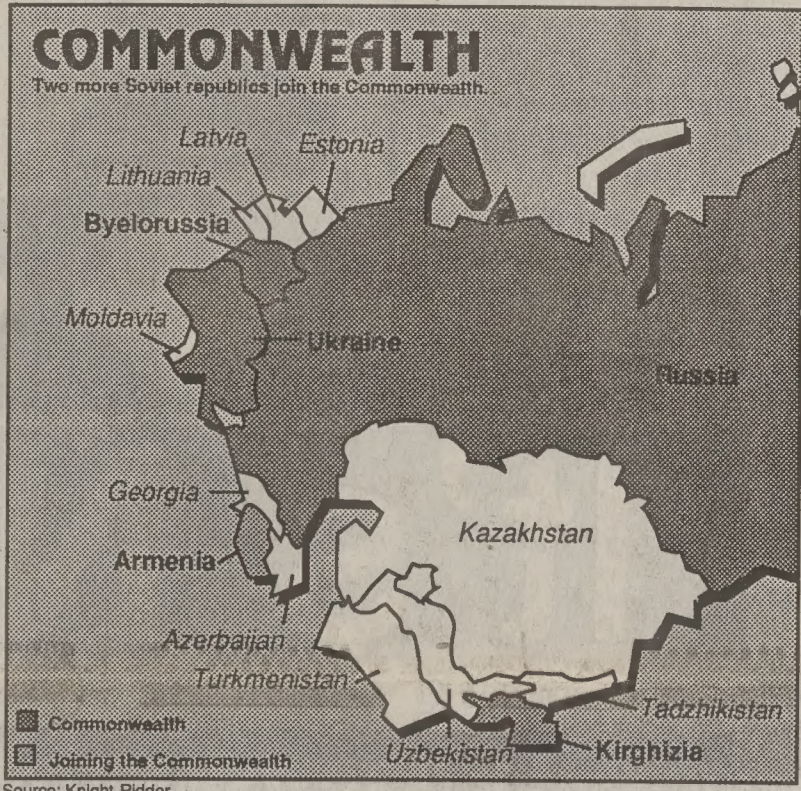 COMMONWEALTH
Two more Soviet republics join the Commonwealth.
Latvia
Estonia
Lithuania
Byelorussia
Moldavia
Ukraine
Russia
Georgia
Kazakhstan
Armenia
Azerbaijan
Turkmenistan
Tadzhikistan
Uzbekistan
Kirghizia
Commonwealth
Joining the Commonwealth
Source: Knight-Ridder